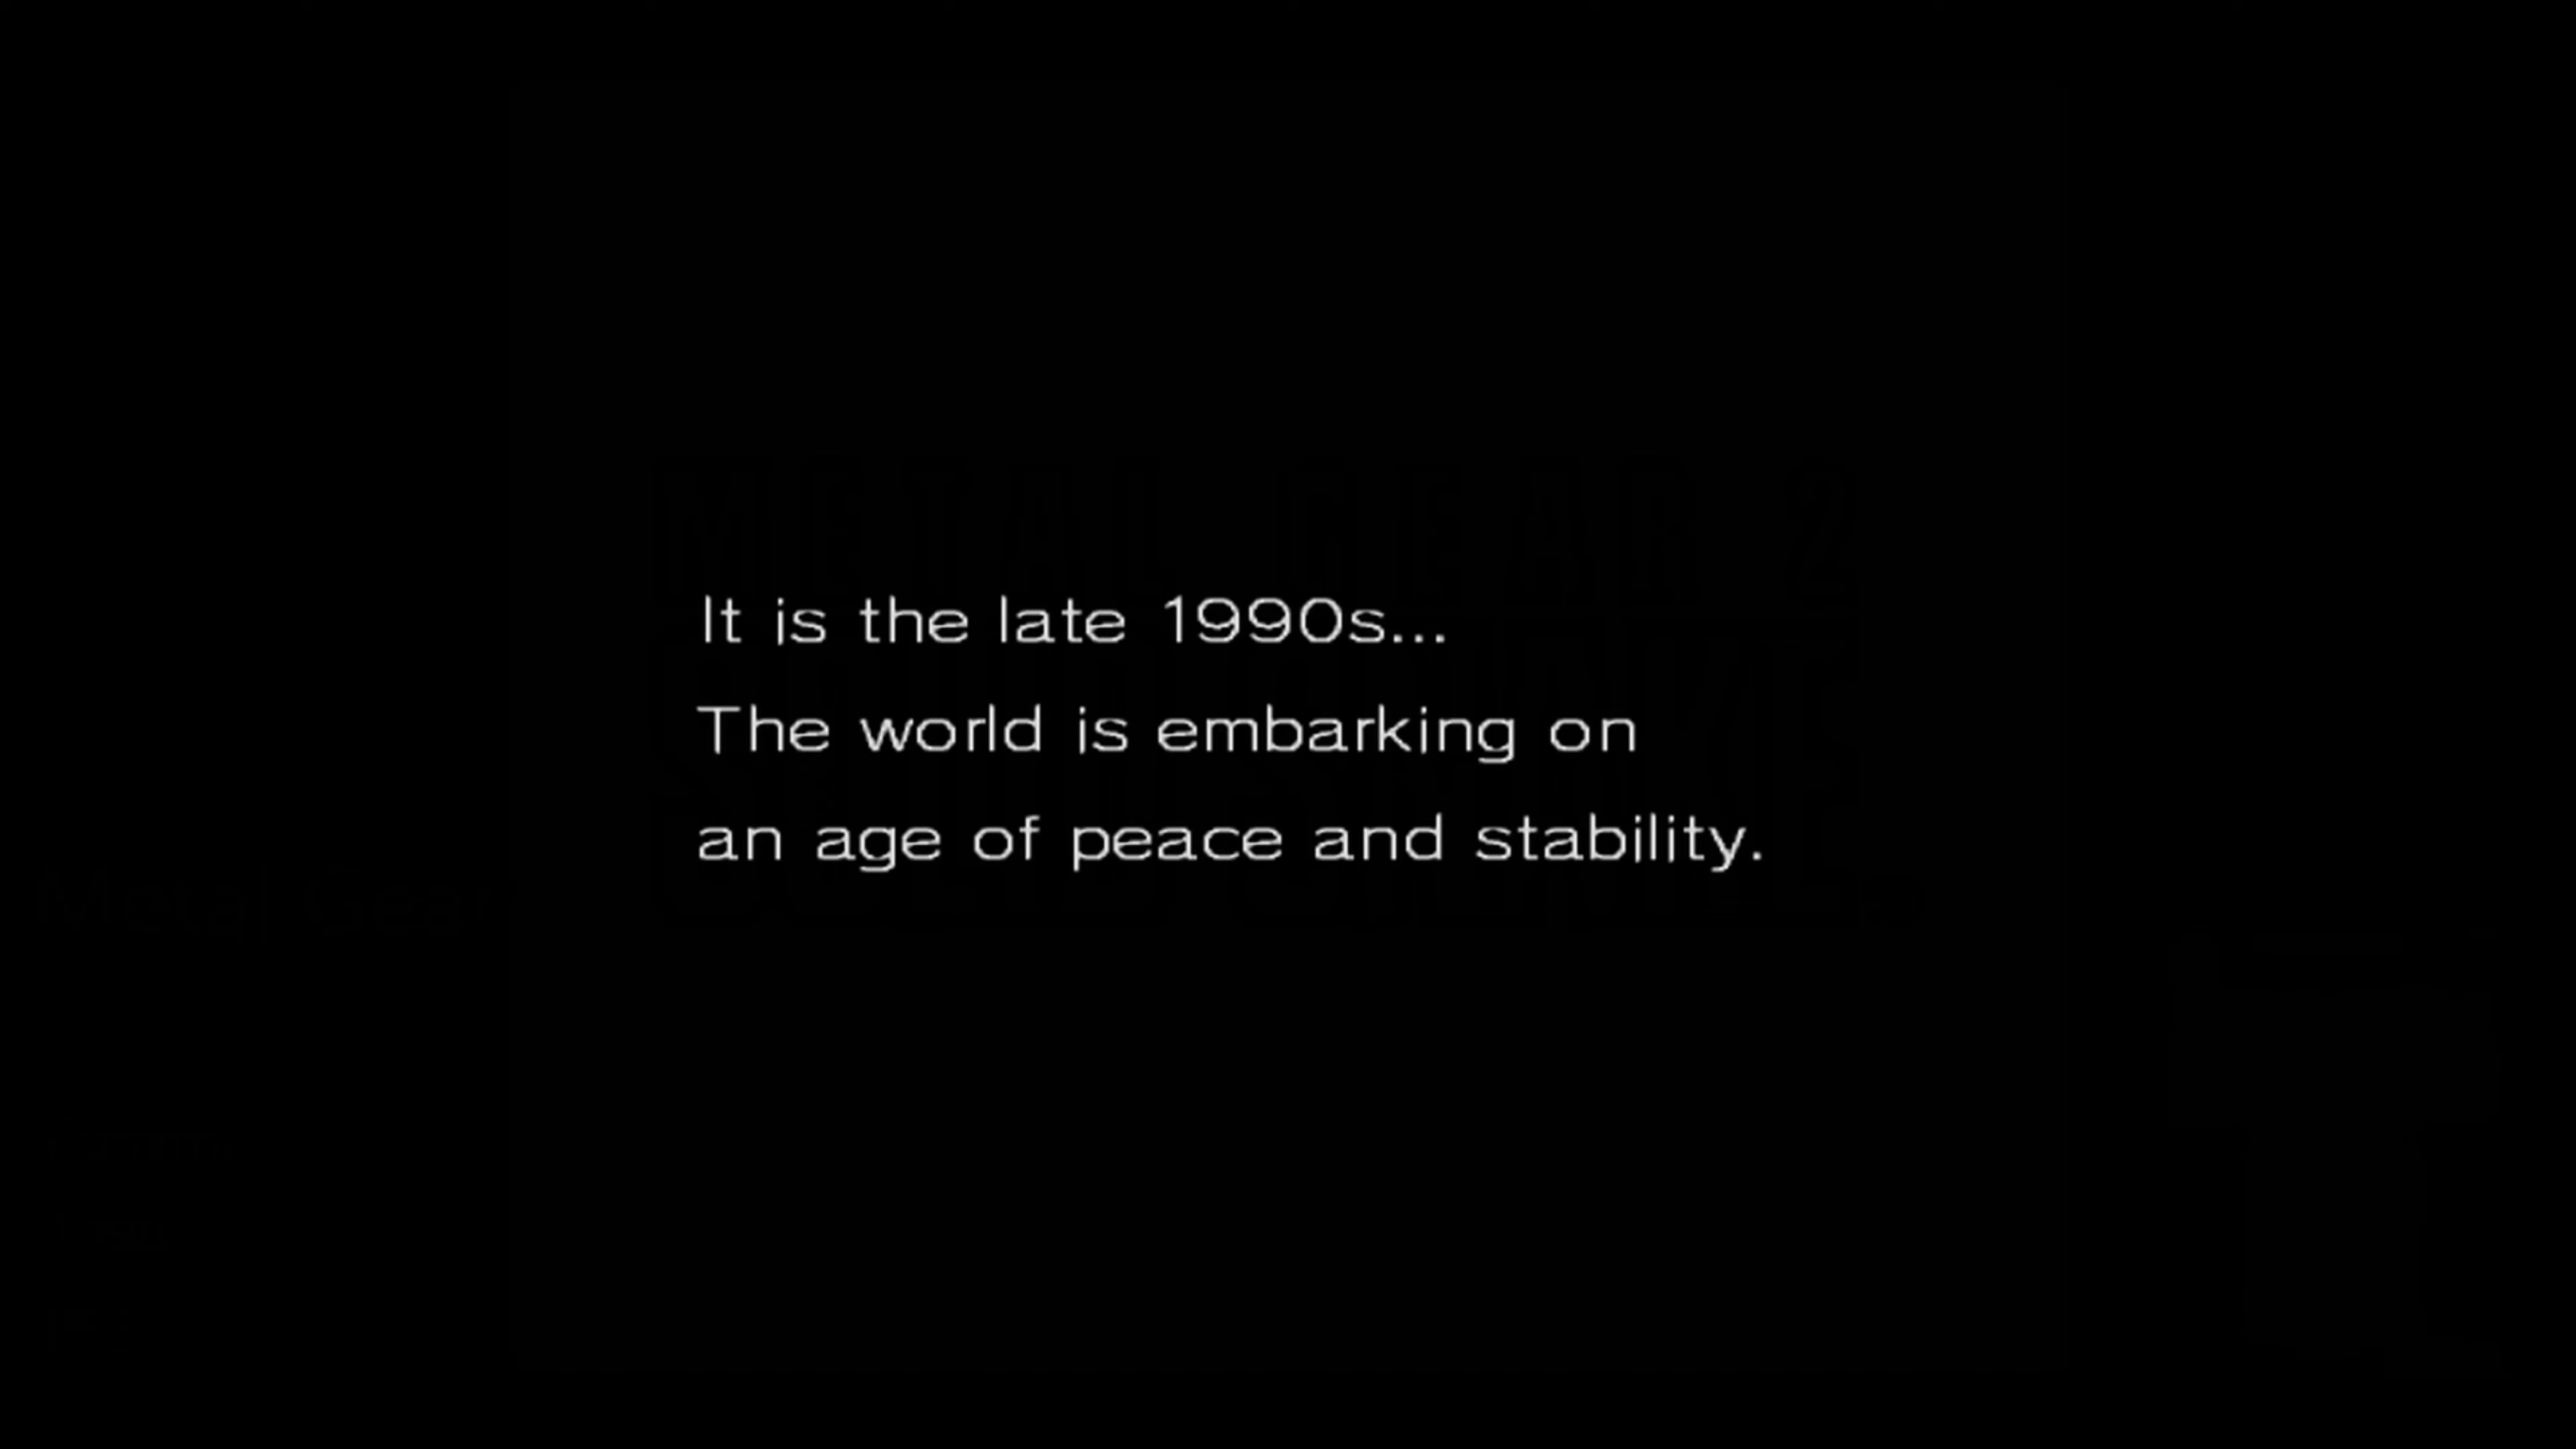 It is the late 1990s...
The world is embarking on
an age of peace and stability.